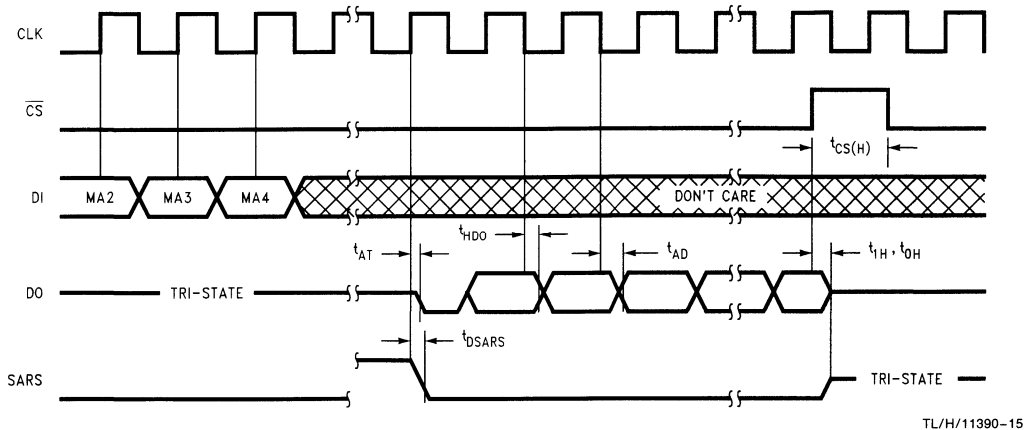 CLK
CS
tCS(H)
DI
MA2
MA3
MA4
DON'T CARE
tAT
tHDO
tAD
t1H, t0H
DO
TRI-STATE
tDSARS
SARS
TRI-STATE
TL/H/11390-15